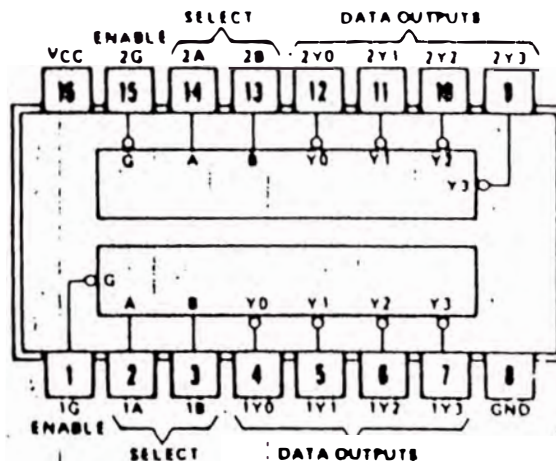 SELECT DATA OUTPUTS
ENABLE
VCC 2G 2A 2B 2Y0 2Y1 2Y2 2Y3
16 15 14 13 12 11 10 9
G A B Y0 Y1 Y2
Y3
G
A B Y0 Y1 Y2 Y3
1 2 3 4 5 6 7 8
1G 1A 1B 1Y0 1Y1 1Y2 1Y3 GND
ENABLE
SELECT DATA OUTPUTS